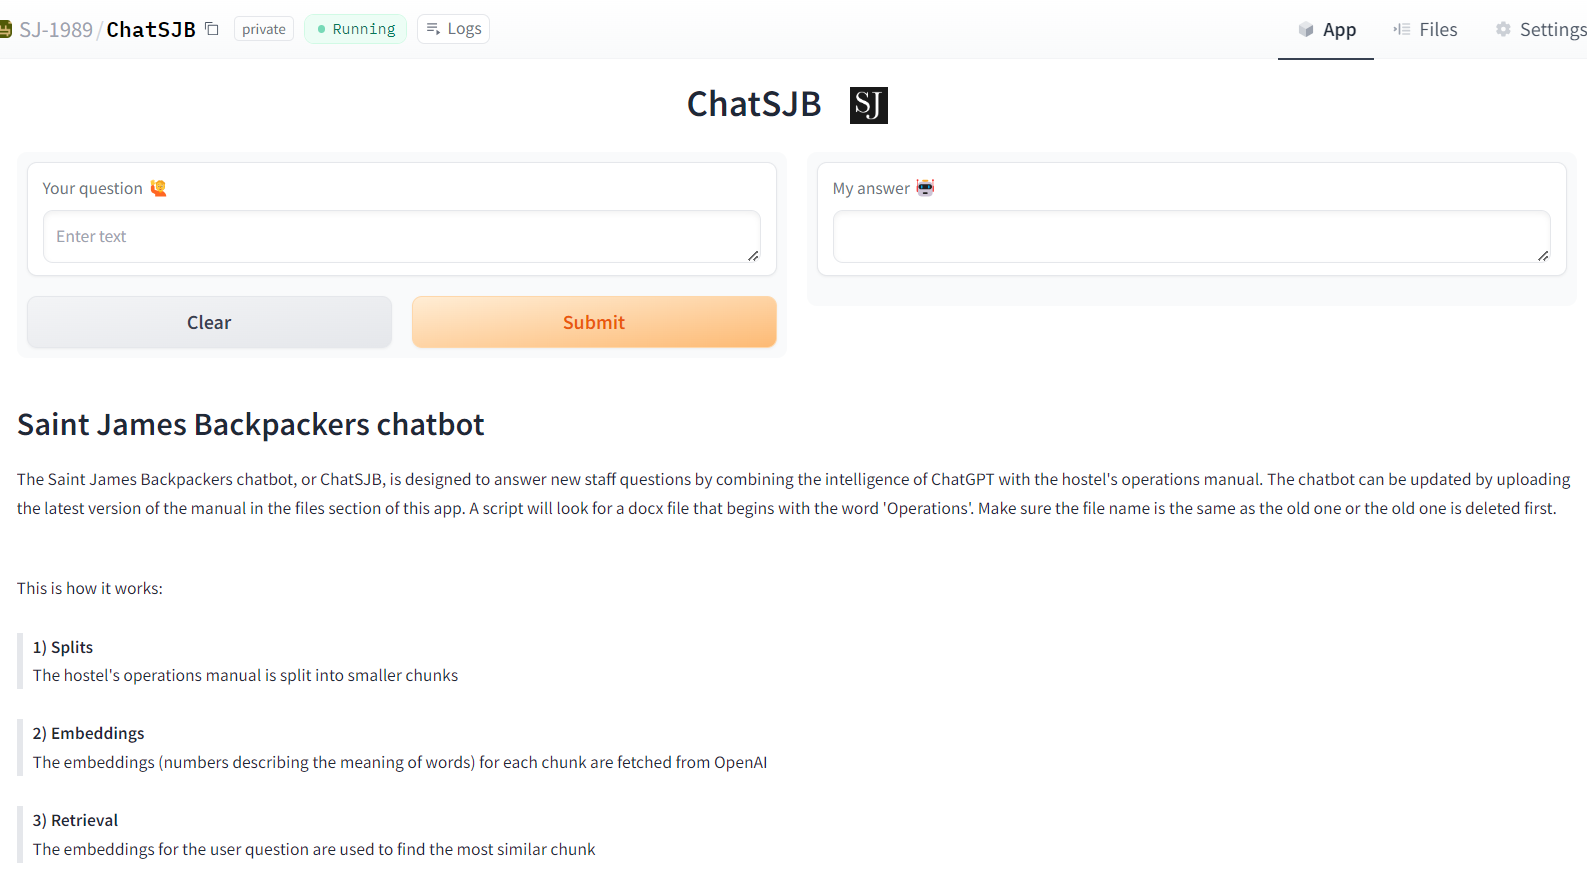 SJ-1989/ChatSJB private Running Logs App Files Settings
ChatSJB SJ
Your question
Enter text
Clear Submit
My answer
Saint James Backpackers chatbot
The Saint James Backpackers chatbot, or ChatSJB, is designed to answer new staff questions by combining the intelligence of ChatGPT with the hostel's operations manual. The chatbot can be updated by uploading
the latest version of the manual in the files section of this app. A script will look for a docx file that begins with the word 'Operations'. Make sure the file name is the same as the old one or the old one is deleted first.
This is how it works:
1) Splits
The hostel's operations manual is split into smaller chunks
2) Embeddings
The embeddings (numbers describing the meaning of words) for each chunk are fetched from OpenAI
3) Retrieval
The embeddings for the user question are used to find the most similar chunk